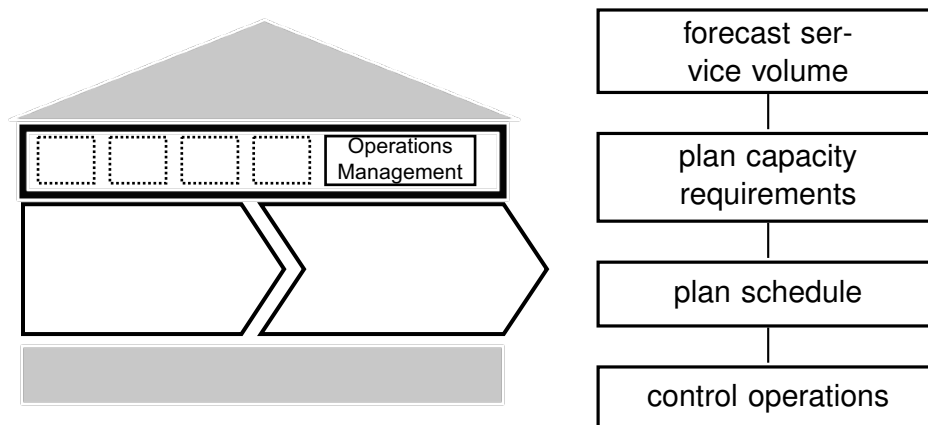 Operations
Management
forecast ser-
vice volume
plan capacity
requirements
plan schedule
control operations